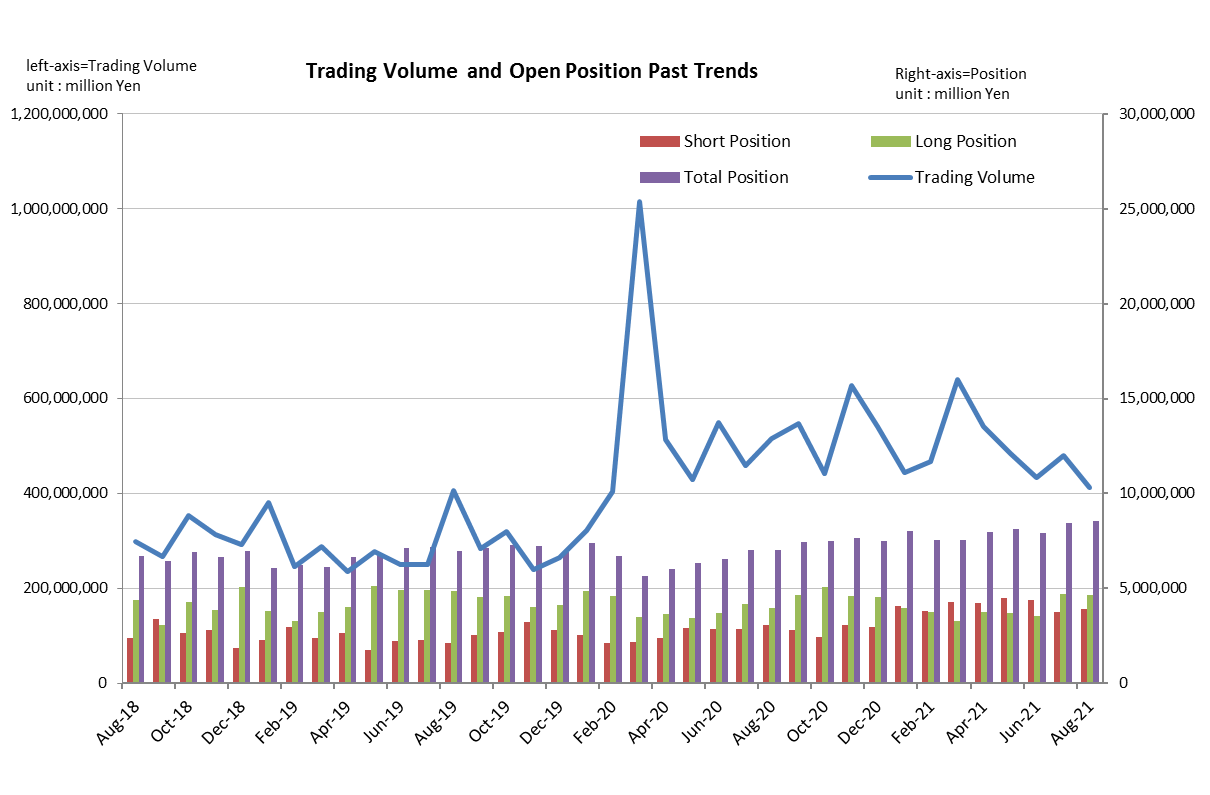 left-axis=Trading Volume
unit : million Yen
Trading Volume and Open Position Past Trends
Right-axis=Position
unit : million Yen
1,200,000,000
1,000,000,000
800,000,000
600,000,000
400,000,000
200,000,000
0
30,000,000
25,000,000
20,000,000
15,000,000
10,000,000
5,000,000
0
Short Position
Long Position
Total Position
Trading Volume
Aug-18
Oct-18
Dec-18
Feb-19
Apr-19
Jun-19
Aug-19
Oct-19
Dec-19
Feb-20
Apr-20
Jun-20
Aug-20
Oct-20
Dec-20
Feb-21
Apr-21
Jun-21
Aug-21